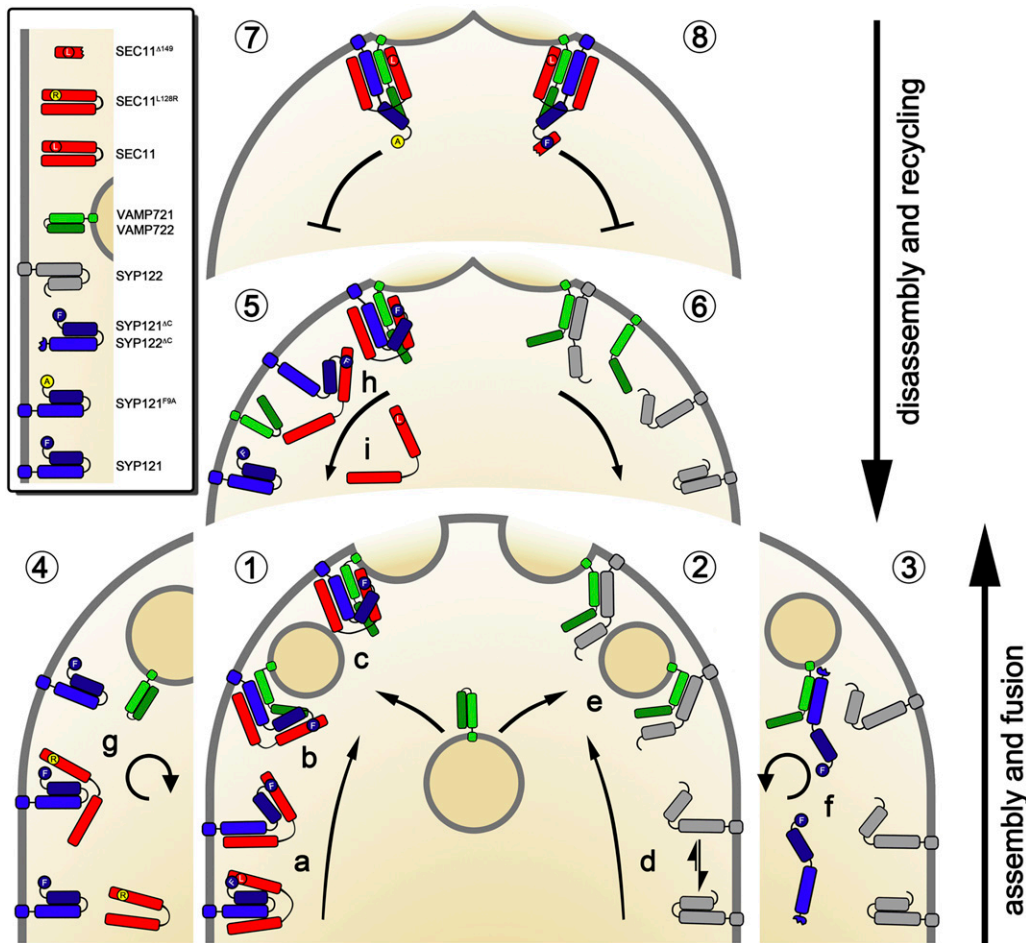 SEC11Δ149
L
SEC11L128R
R
SEC11
L
VAMP721
VAMP722
SYP122
SYP121ΔC
SYP122ΔC
F
SYP121F9A
A
SYP121
F
7
8
L
L
A
F
disassembly and recycling
5
6
F
F
h
L
i
F
4
1
2
3
F
F
F
c
e
g
b
F
R
F
F
a
d
f
F
F
L
F
F
R
assembly and fusion